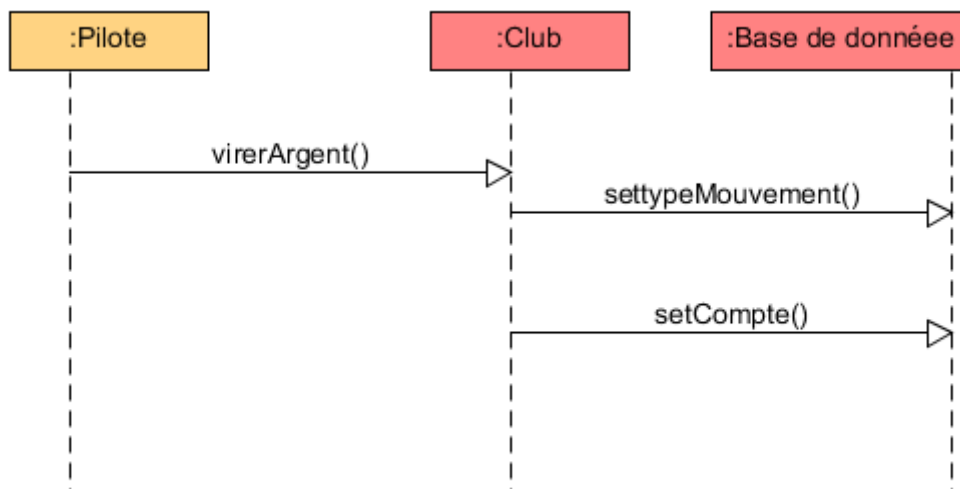 :Pilote
:Club
:Base de donnéee
virerArgent()
settypeMouvement()
setCompte()